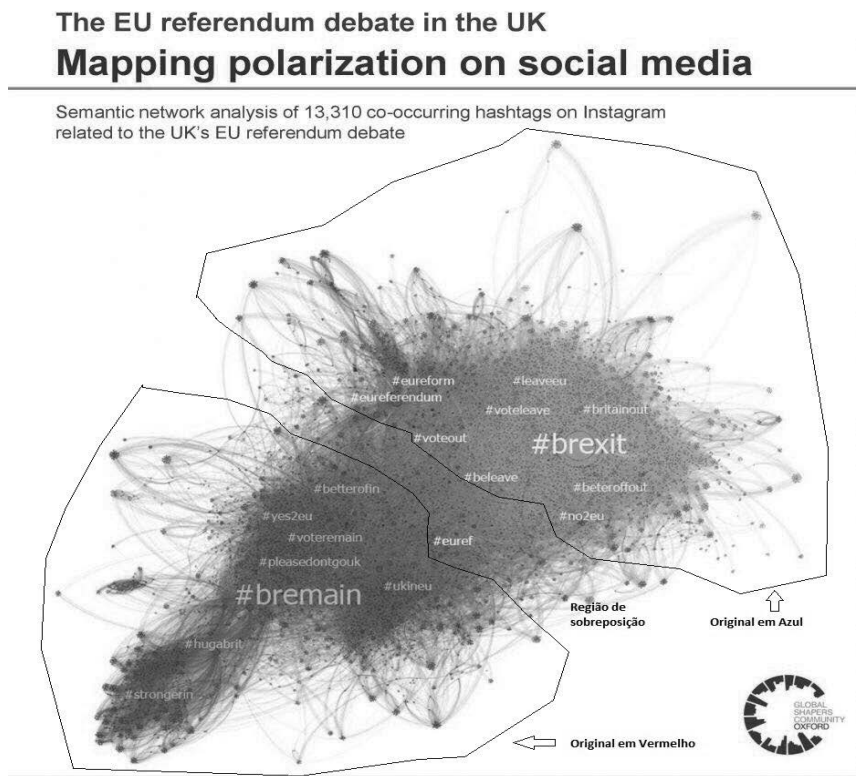 The EU referendum debate in the UK
Mapping polarization on social media
Semantic network analysis of 13,310 co-occurring hashtags on Instagram
related to the UK's EU referendum debate
#eureform
#leaveeu
#eureferendum
#voteleave
#britainout
#voteout
#brexit
#beleave
#betterofin
#beteroffout
#yes2eu
#no2eu
#voteremain
#euref
#pleasedontgouk
#bremain
#ukineu
Região de
sobreposição
Original em Azul
#hugabrit
#strongerin
GLOBAL
SHAPERS
COMMUNITY
OXFORD
Original em Vermelho